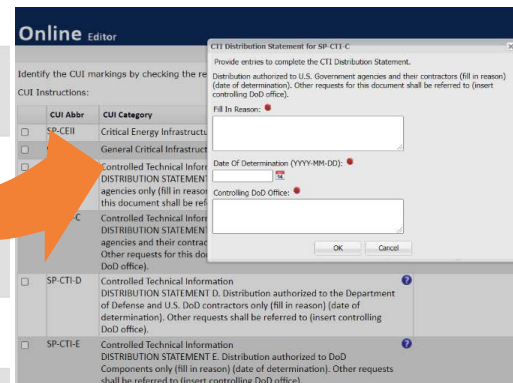 Online Editor
CTI Distribution Statement for SP-CTI-C
Provide entries to complete the CTI Distribution Statement.
Distribution authorized to U.S. Government agencies and their contractors (fill in reason)
(date of determination). Other requests for this document shall be referred to (insert
controlling DoD office).
Fill In Reason:
Date Of Determination (YYYY-MM-DD):
Controlling DoD Office:
OK Cancel
Identify the CUI markings by checking the re
CUI Instructions:
CUI Abbr CUI Category
SP-CEII Critical Energy Infrastructu
General Critical Infrastruct
Controlled Technical Inform
DISTRIBUTION STATEMENT
agencies only (fill in reason
this document shall be ref
-C Controlled Technical Inform
DISTRIBUTION STATEMENT
agencies and their contrac
Other requests for this do
DoD office).
SP-CTI-D Controlled Technical Information
DISTRIBUTION STATEMENT D. Distribution authorized to the Department
of Defense and U.S. DoD contractors only (fill in reason) (date of
determination). Other requests shall be referred to (insert controlling
DoD office).
SP-CTI-E Controlled Technical Information
DISTRIBUTION STATEMENT E. Distribution authorized to DoD
Components only (fill in reason) (date of determination). Other requests
shall be referred to (insert controlling DoD office).